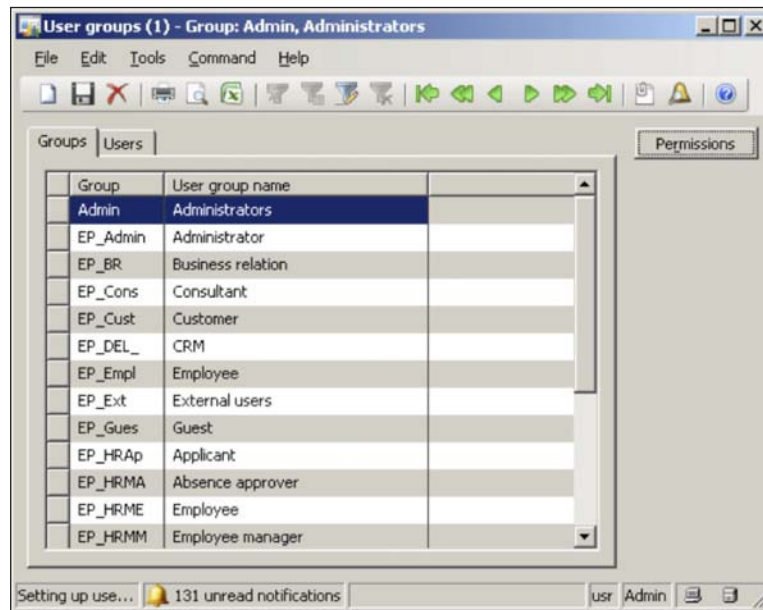 User groups (1) - Group: Admin, Administrators
File Edit Tools Command Help
Groups Users Permissions
Group User group name
Admin Administrators
EP_Admin Administrator
EP_BR Business relation
EP_Cons Consultant
EP_Cust Customer
EP_DEL_ CRM
EP_Empl Employee
EP_Ext External users
EP_Gues Guest
EP_HRAp Applicant
EP_HRMA Absence approver
EP_HRME Employee
EP_HRMM Employee manager
Setting up use... 131 unread notifications usr Admin